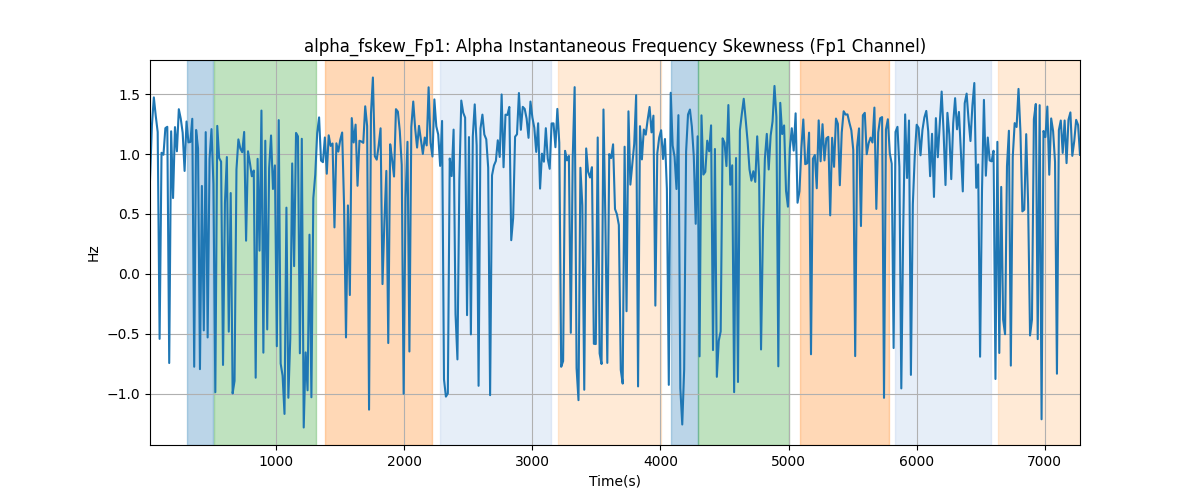 alpha_fskew_Fp1: Alpha Instantaneous Frequency Skewness (Fp1 Channel)
1.5
1.0
0.5
0.0
−0.5
−1.0
Hz
1000 2000 3000 4000 5000 6000 7000
Time(s)